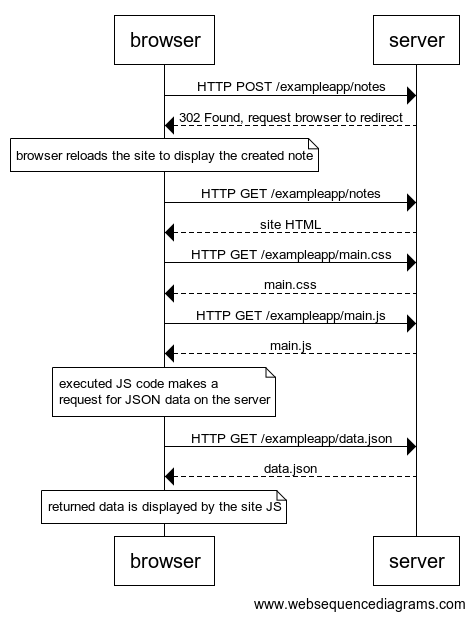 browser server
HTTP POST /exampleapp/notes
302 Found, request browser to redirect
browser reloads the site to display the created note
HTTP GET /exampleapp/notes
site HTML
HTTP GET /exampleapp/main.css
main.css
HTTP GET /exampleapp/main.js
main.js
executed JS code makes a
request for JSON data on the server
HTTP GET /exampleapp/data.json
data.json
returned data is displayed by the site JS
browser server
www.websequencediagrams.com